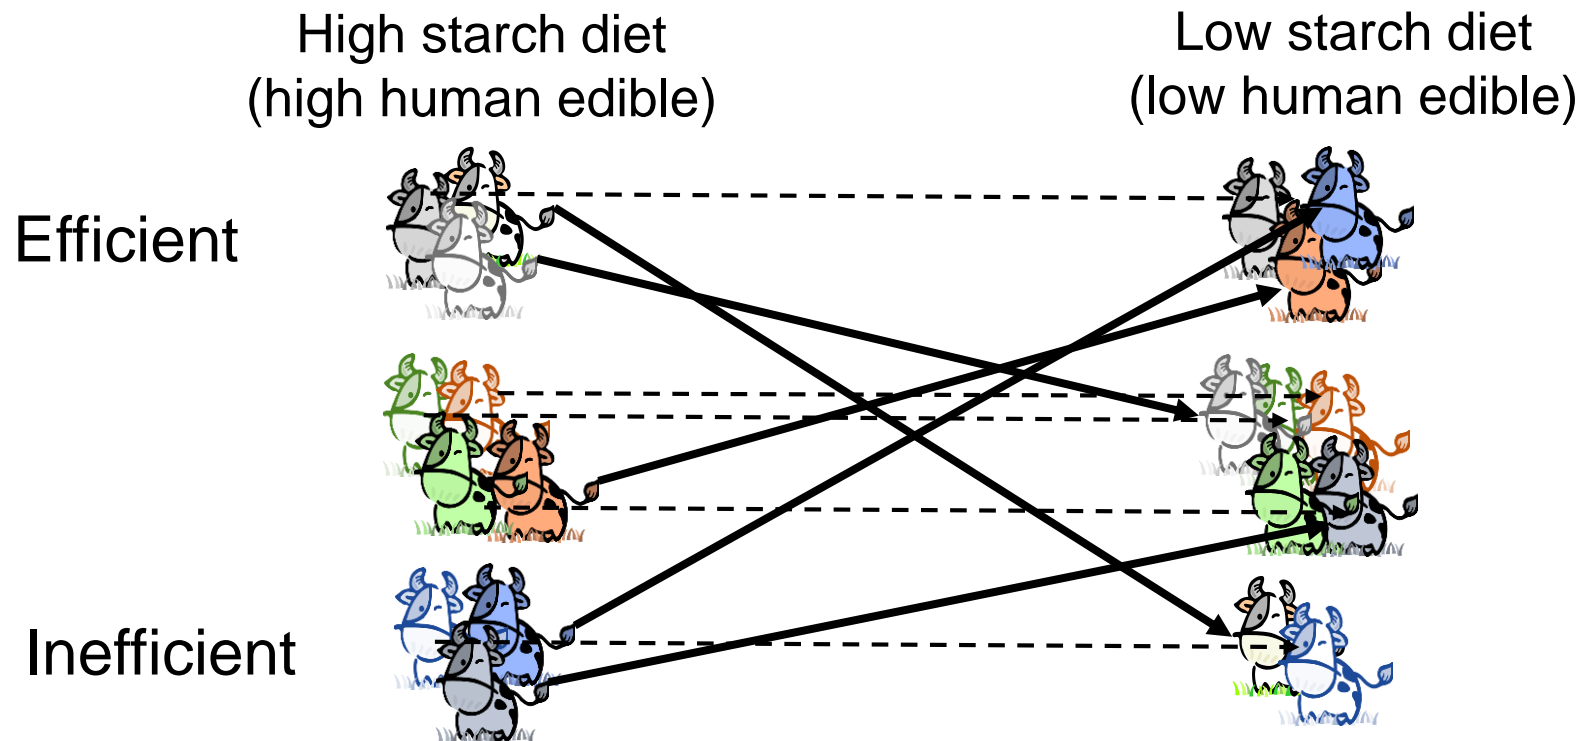 High starch diet
(high human edible)
Low starch diet
(low human edible)
Efficient
Inefficient